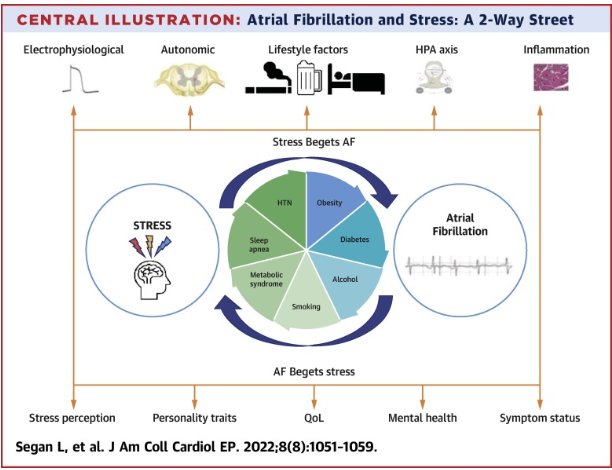 CENTRAL ILLUSTRATION: Atrial Fibrillation and Stress: A 2-Way Street
Electrophysiological
Autonomic
Lifestyle factors
HPA axis
Inflammation
Stress Begets AF
STRESS
HTN
Obesity
Sleep
apnea
Diabetes
Metabolic
syndrome
Alcohol
Smoking
Atrial
Fibrillation
AF Begets stress
Stress perception
Personality traits
QoL
Mental health
Symptom status
Segan L, et al. J Am Coll Cardiol EP. 2022;8(8):1051-1059.